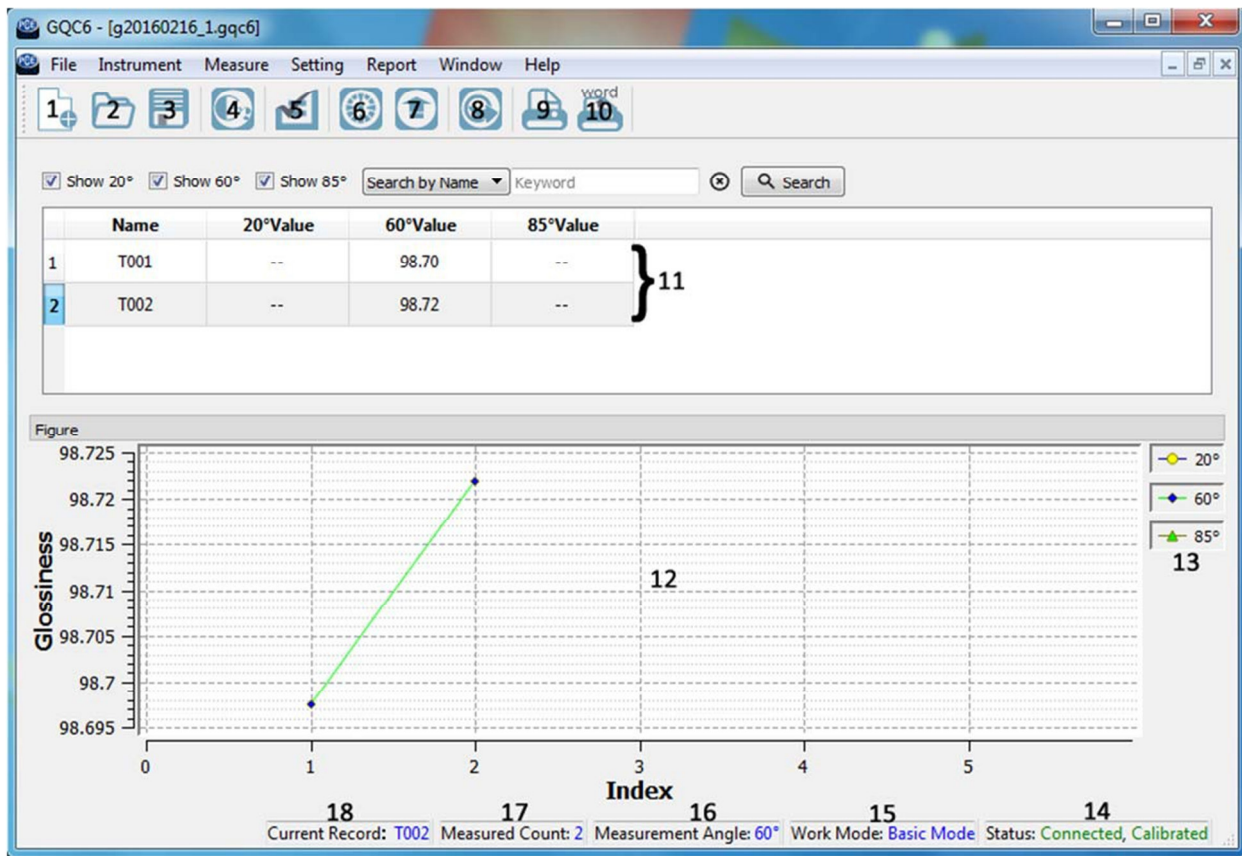 GQC6 - [g20160216_1.gqc6]
File Instrument Measure Setting Report Window Help
word
1 2 3 4 5 6 7 8 9 10
Show 20° Show 60° Show 85° Search by Name Keyword Search
Name 20°Value 60°Value 85°Value
1 T001 -- 98.70 --
11
2 T002 -- 98.72 --
Figure
98.725
98.72
98.715
98.71
98.705
98.7
98.695
Glossiness
12
20°
60°
85°
13
0 1 2 3 4 5
Index
18 17 16 15 14
Current Record: T002 Measured Count: 2 Measurement Angle: 60° Work Mode: Basic Mode Status: Connected, Calibrated